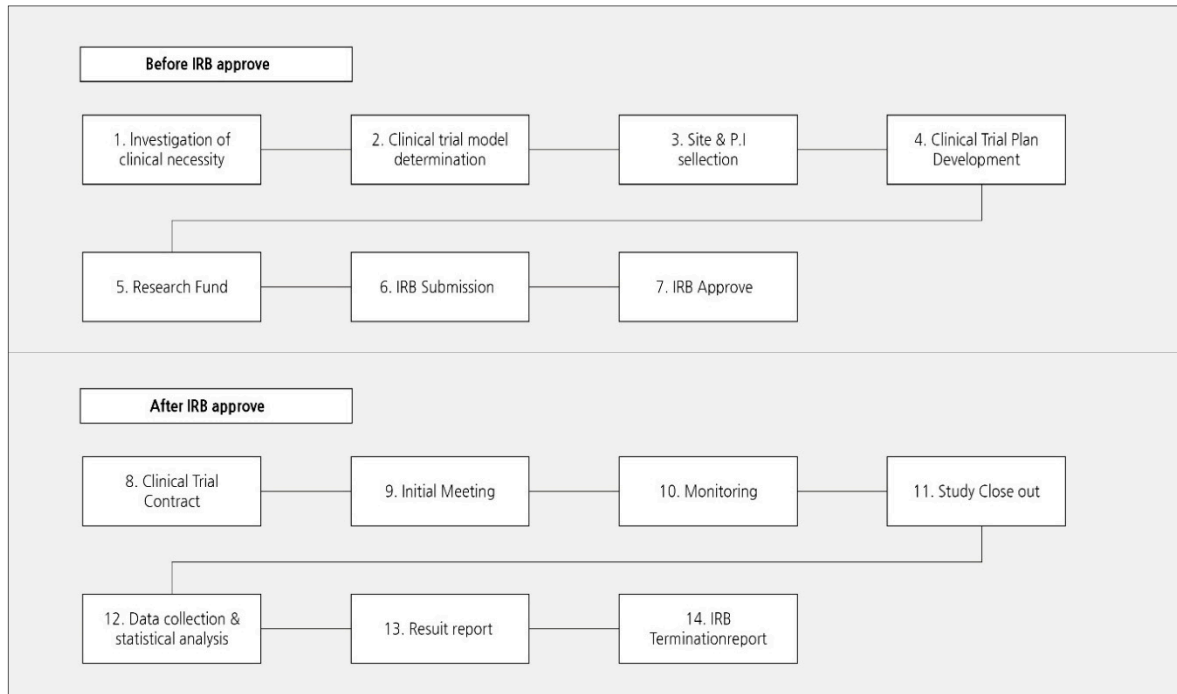 Before IRB approve
1. Investigation of
clinical necessity
2. Clinical trial model
determination
3. Site & P.I
sellection
4. Clinical Trial Plan
Development
5. Research Fund
6. IRB Submission
7. IRB Approve
After IRB approve
8. Clinical Trial
Contract
9. Initial Meeting
10. Monitoring
11. Study Close out
12. Data collection &
statistical analysis
13. Resuit report
14. IRB
Terminationreport